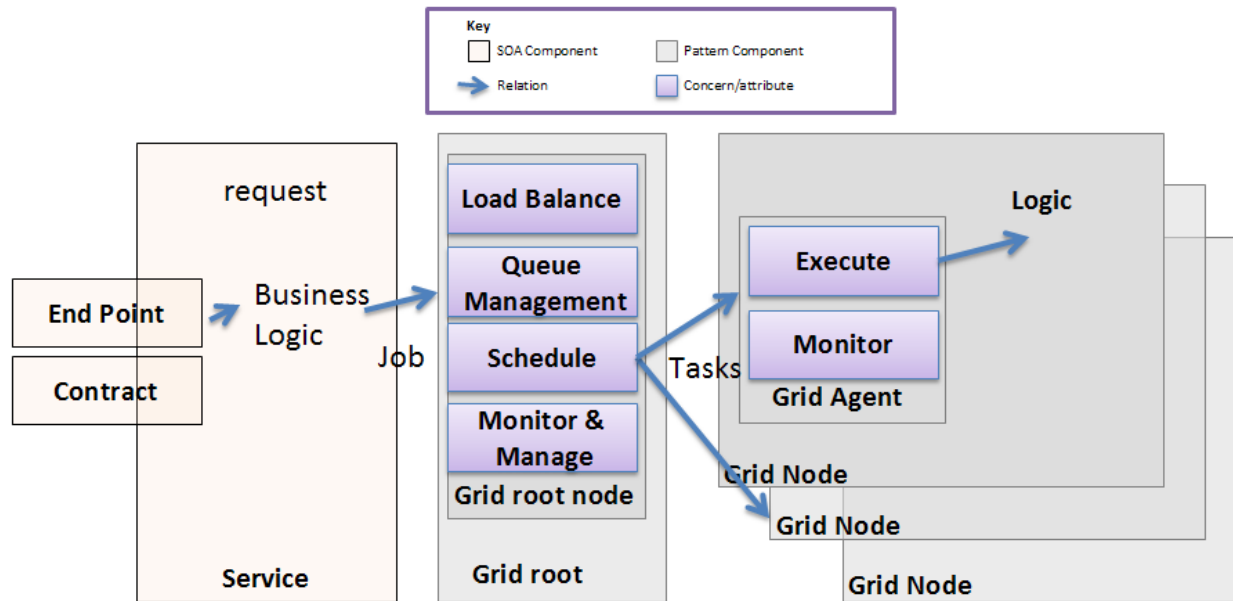 Key
SOA Component
Pattern Component
Relation
Concern/attribute
request
End Point
Contract
Business
Logic
Job
Service
Load Balance
Queue
Management
Schedule
Monitor &
Manage
Grid root node
Grid root
Tasks
Execute
Monitor
Grid Agent
Logic
Grid Node
Grid Node
Grid Node